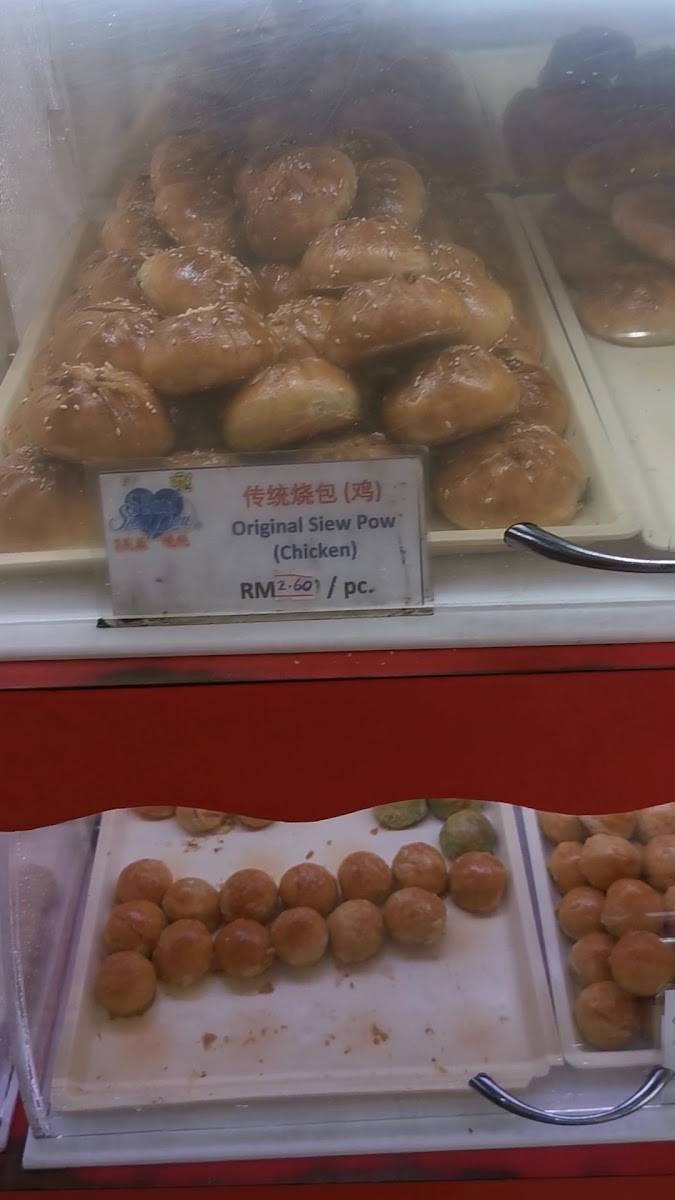 传统烧包 (鸡)
Original Siew Pow
(Chicken)
RM2.60 / pc.